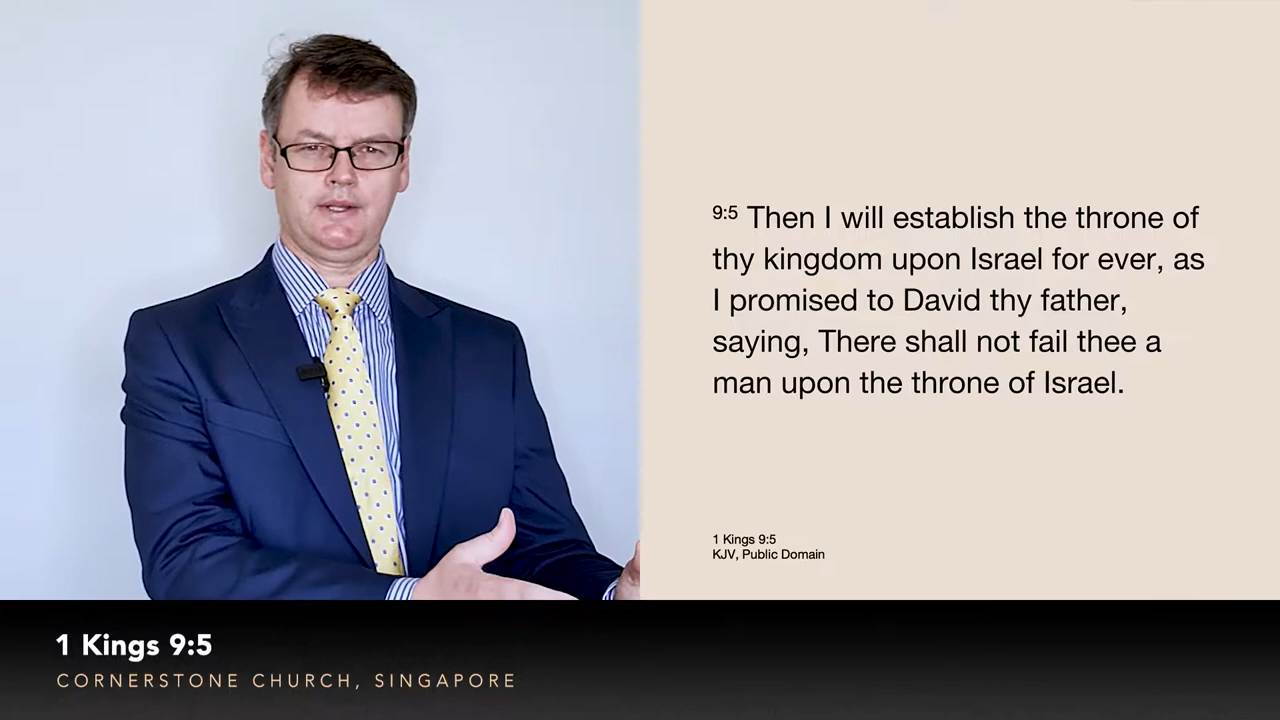 9:5 Then I will establish the throne of
thy kingdom upon Israel for ever, as
I promised to David thy father,
saying, There shall not fail thee a
man upon the throne of Israel.
1 Kings 9:5
KJV, Public Domain
1 Kings 9:5
CORNERSTONE CHURCH, SINGAPORE